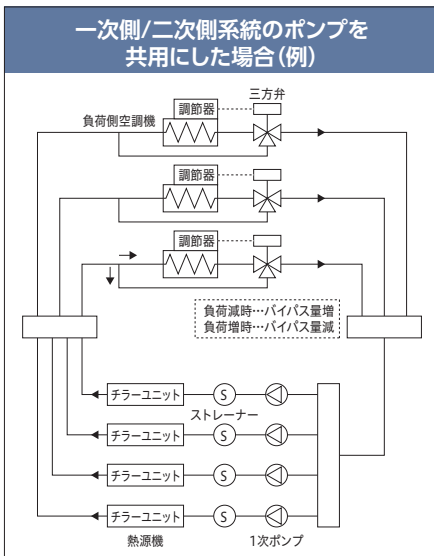 一次側/二次側系統のポンプを
共用にした場合(例)
三方弁
調節器
負荷側空調機
調節器
調節器
負荷減時…バイパス量増
負荷増時…バイパス量減
チラーユニット
S
ストレーナー
チラーユニット
S
チラーユニット
S
チラーユニット
S
熱源機
1次ポンプ